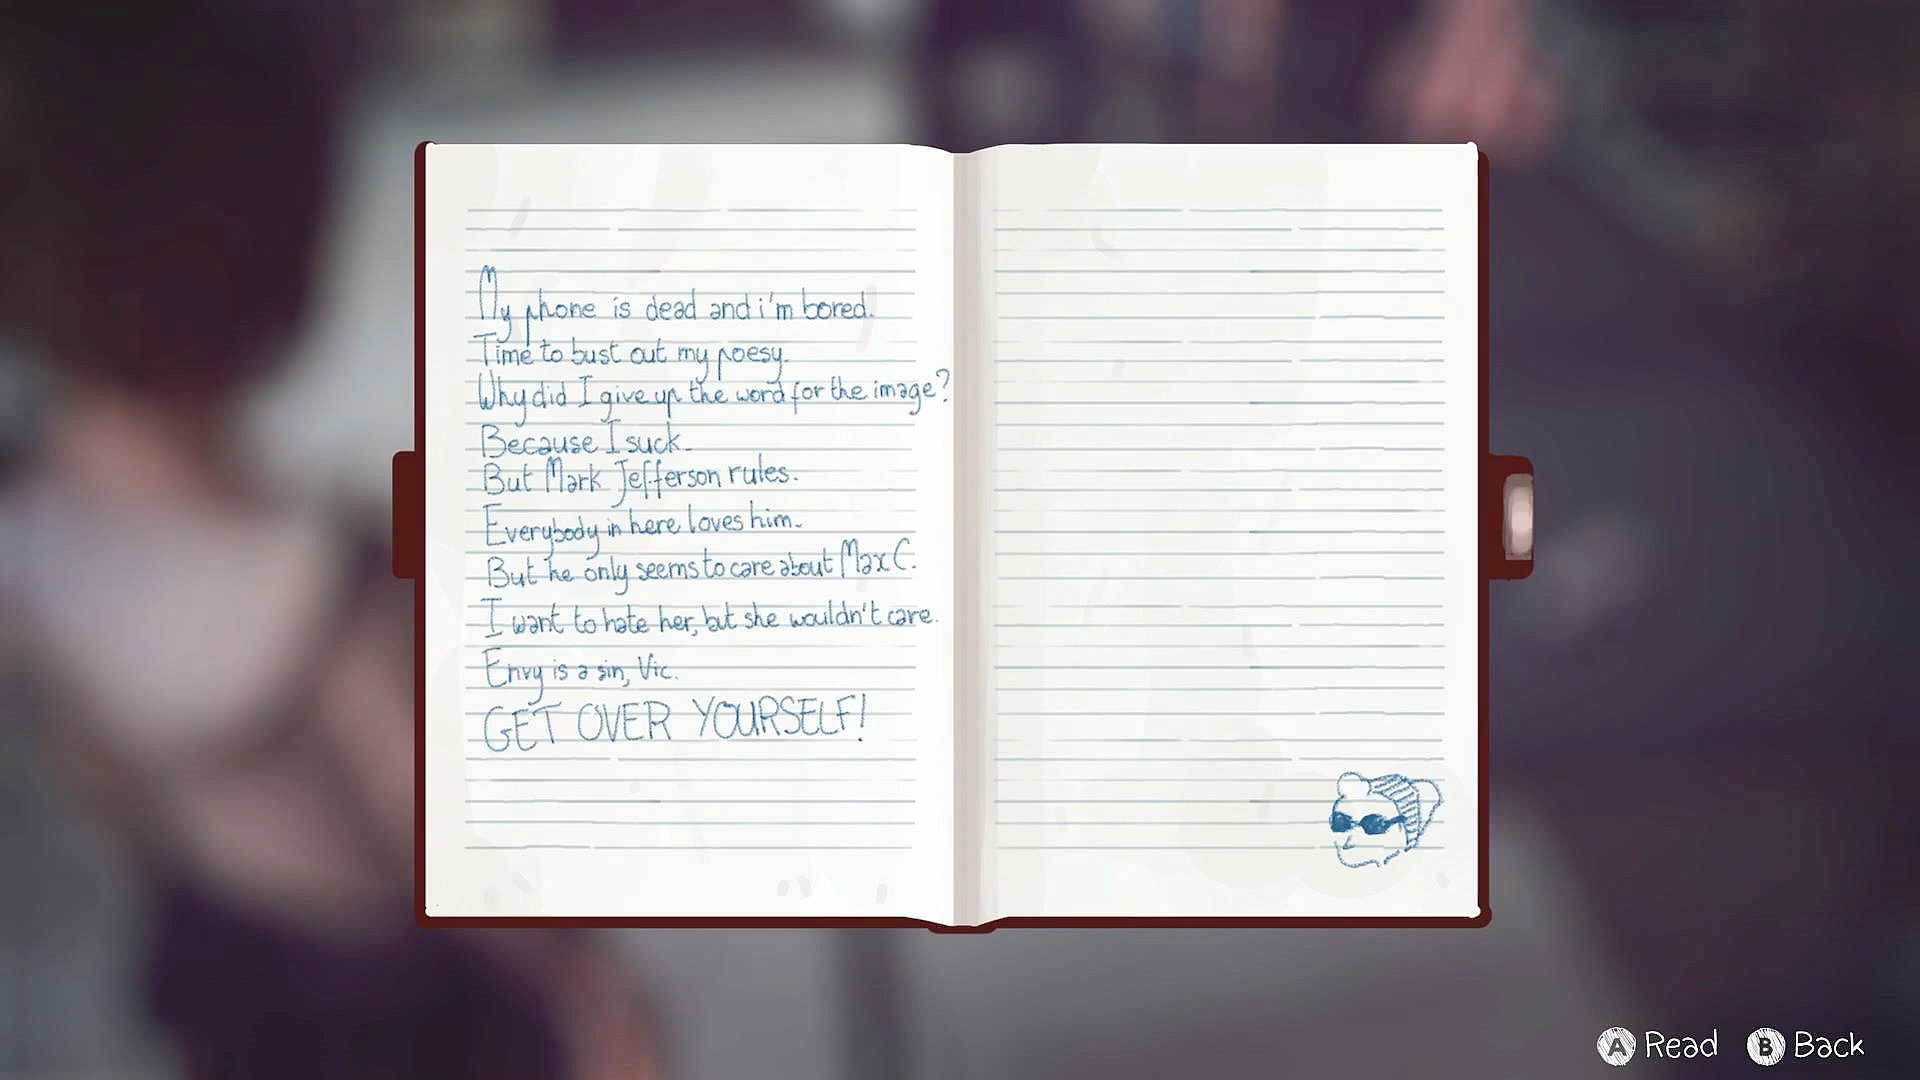 My phone is dead and i'm bored.
Time to bust out my poesy.
Why did I give up the word for the image?
Because I suck.
But Mark Jefferson rules.
Everybody in here loves him.
But he only seems to care about Max C.
I want to hate her, but she wouldn't care.
Envy is a sin, Vic.
GET OVER YOURSELF!
A Read B Back